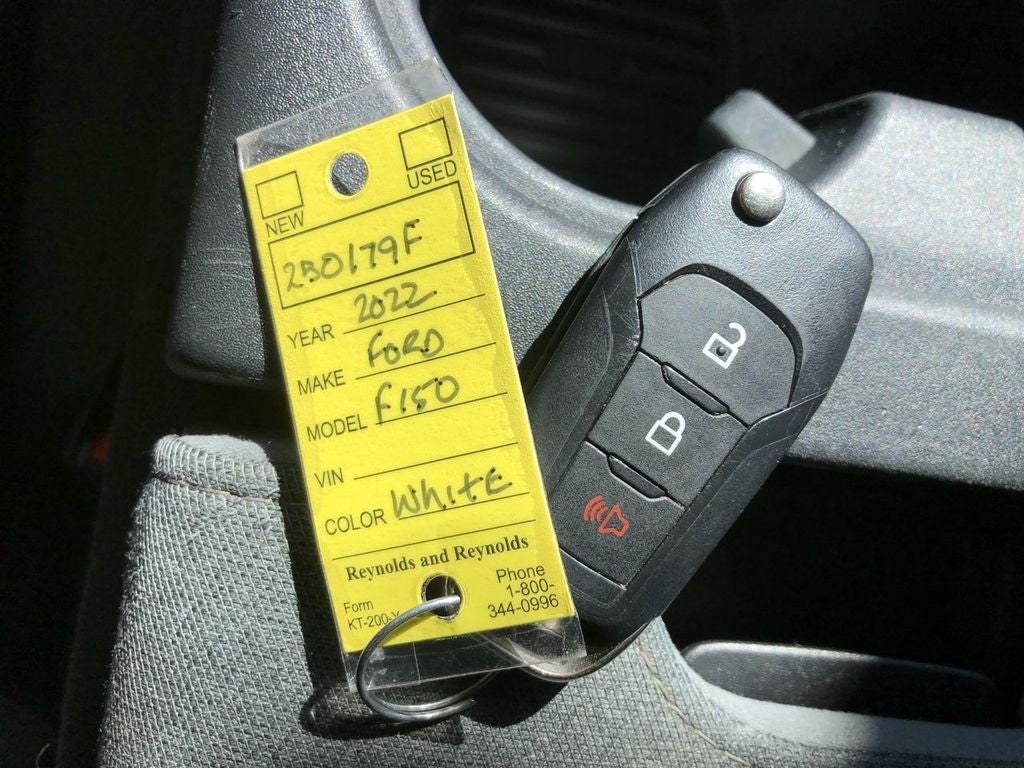 NEW
USED
230179F
YEAR 2022
MAKE FORD
MODEL F150
VIN
COLOR WHITE
Reynolds and Reynolds
Form
KT-200-Y
Phone
1-800-
344-0996